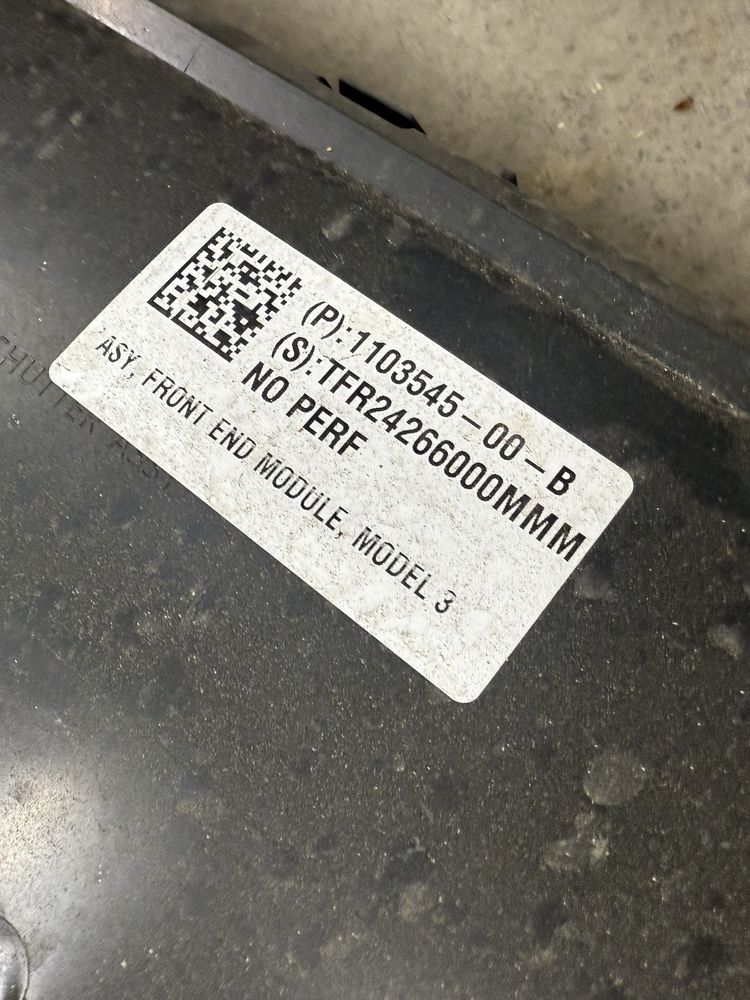 (P):1103545-00-B
(S):TFR24266000MMM
NO PERF
ASY, FRONT END MODULE, MODEL 3